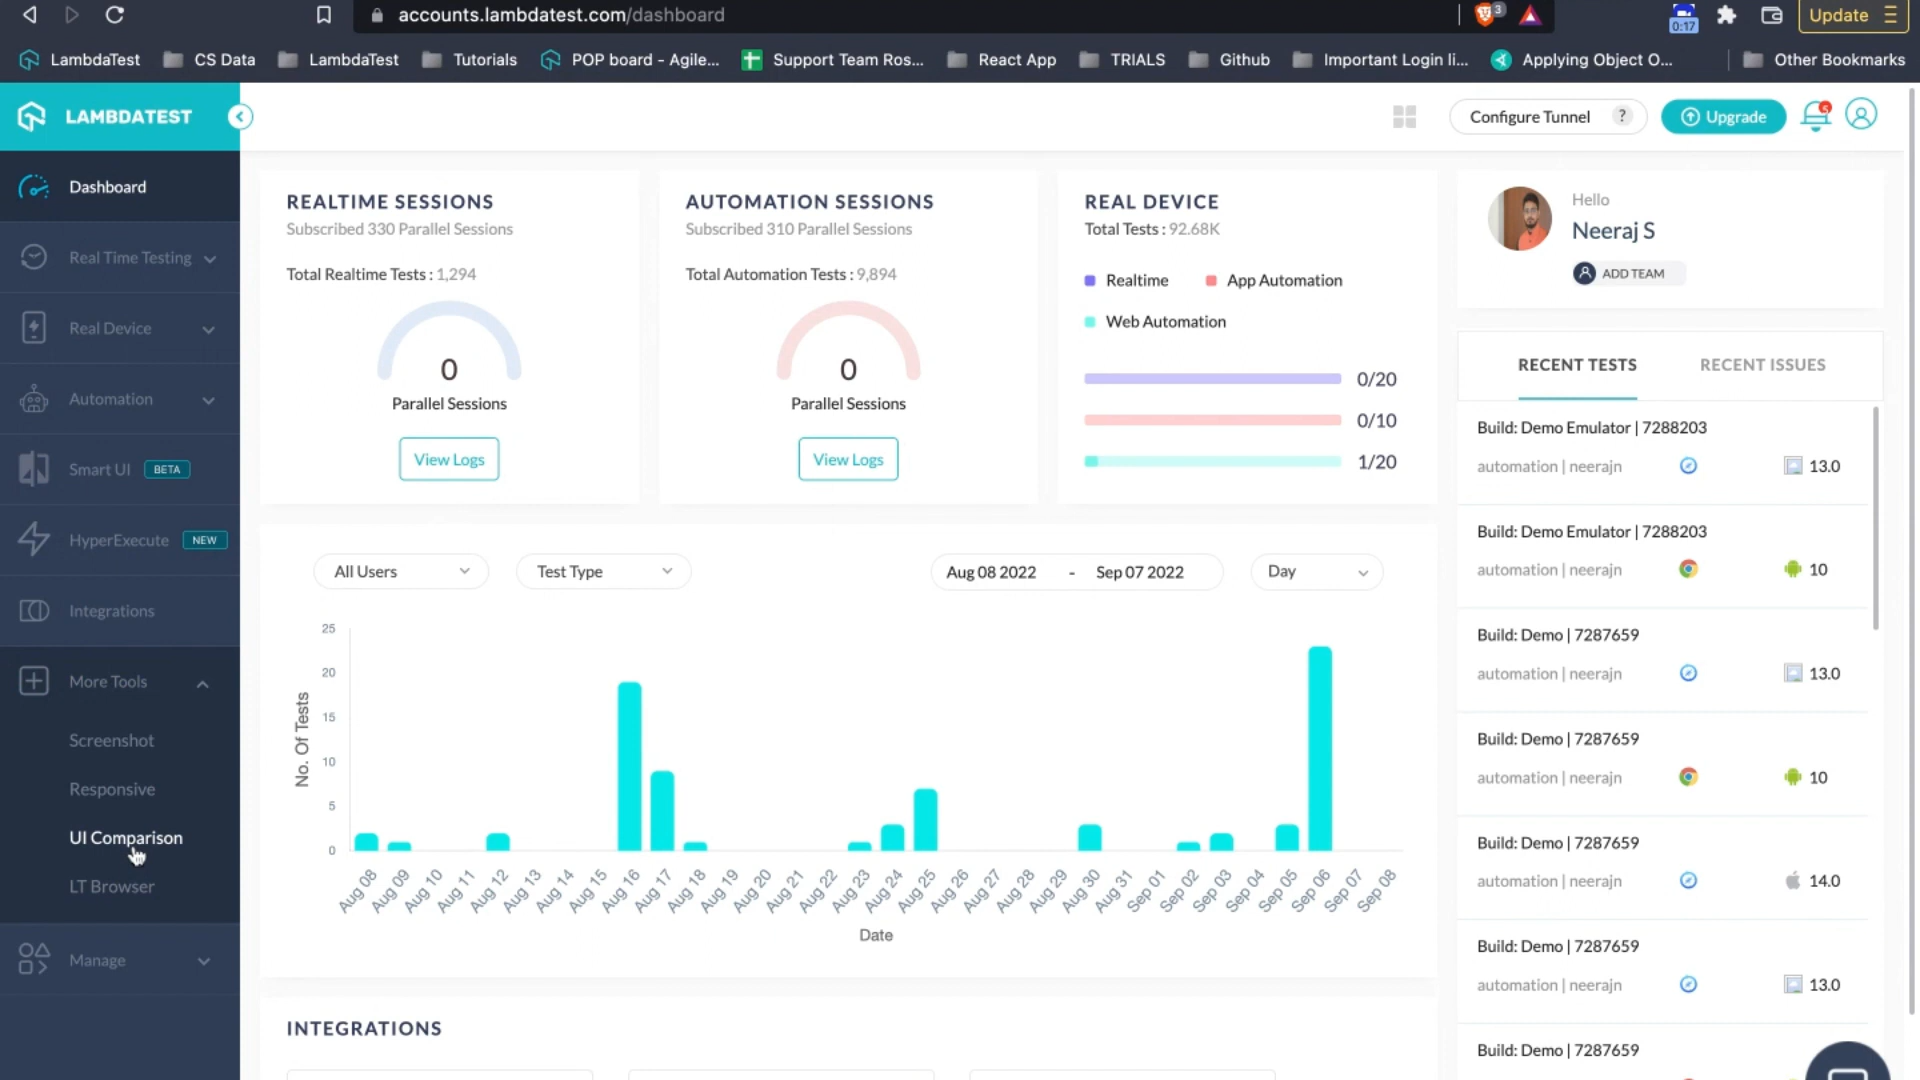 accounts.lambdatest.com/dashboard
3
0:17
Update
LambdaTest
CS Data
LambdaTest
Tutorials
POP board - Agile...
Support Team Ros...
React App
TRIALS
Github
Important Login li...
Applying Object O...
Other Bookmarks
LAMBDATEST
Configure Tunnel ?
Upgrade
5
Dashboard
Real Time Testing
Real Device
Automation
Smart UI BETA
HyperExecute NEW
Integrations
More Tools
Screenshot
Responsive
UI Comparison
LT Browser
Manage
REALTIME SESSIONS
Subscribed 330 Parallel Sessions
Total Realtime Tests : 1,294
0
Parallel Sessions
View Logs
AUTOMATION SESSIONS
Subscribed 310 Parallel Sessions
Total Automation Tests : 9,894
0
Parallel Sessions
View Logs
REAL DEVICE
Total Tests : 92.68K
Realtime
App Automation
Web Automation
0/20
0/10
1/20
Hello
Neeraj S
ADD TEAM
All Users
Test Type
Aug 08 2022 - Sep 07 2022
Day
No. Of Tests
25
20
15
10
5
0
Aug 08
Aug 09
Aug 10
Aug 11
Aug 12
Aug 13
Aug 14
Aug 15
Aug 16
Aug 17
Aug 18
Aug 19
Aug 20
Aug 21
Aug 22
Aug 23
Aug 24
Aug 25
Aug 26
Aug 27
Aug 28
Aug 29
Aug 30
Aug 31
Sep 01
Sep 02
Sep 03
Sep 04
Sep 05
Sep 06
Sep 07
Sep 08
Date
INTEGRATIONS
RECENT TESTS
RECENT ISSUES
Build: Demo Emulator | 7288203
automation | neerajn
13.0
Build: Demo Emulator | 7288203
automation | neerajn
10
Build: Demo | 7287659
automation | neerajn
13.0
Build: Demo | 7287659
automation | neerajn
10
Build: Demo | 7287659
automation | neerajn
14.0
Build: Demo | 7287659
automation | neerajn
13.0
Build: Demo | 7287659